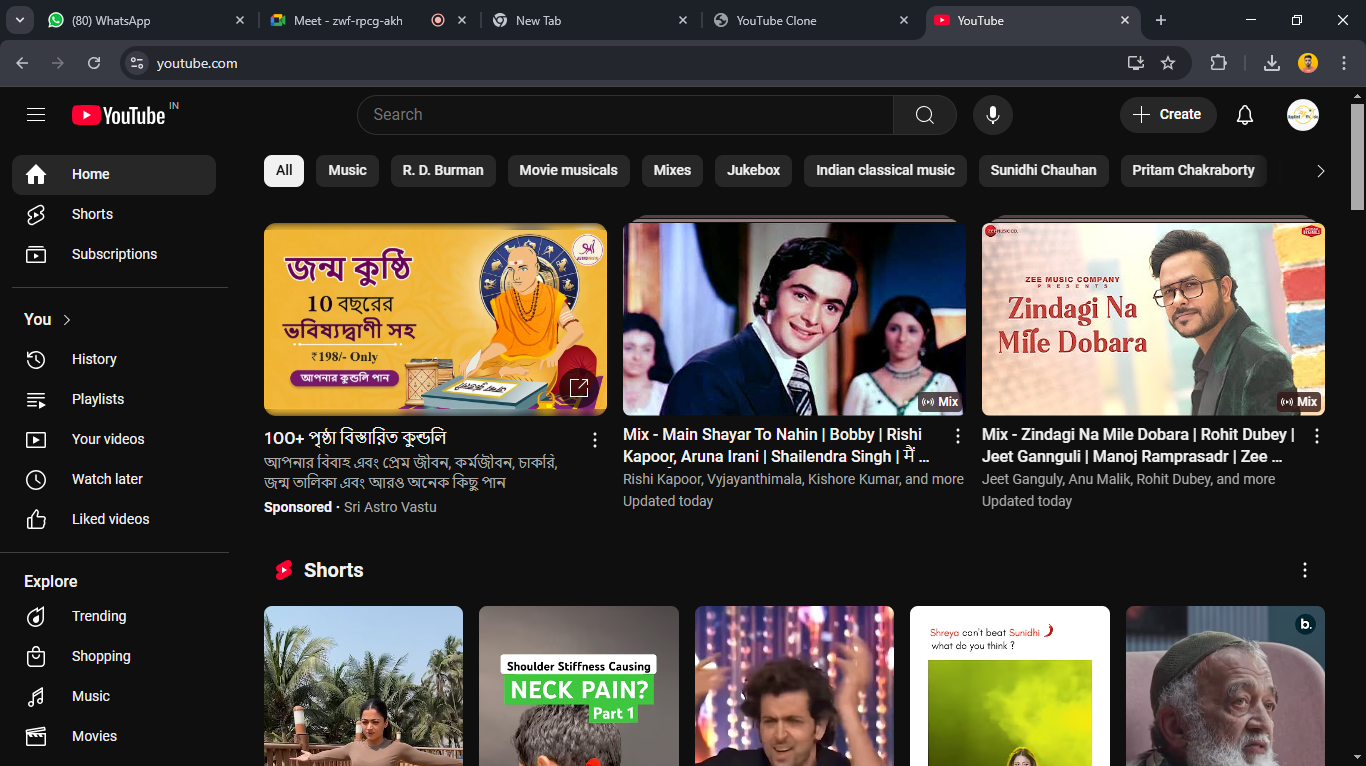 (80) WhatsApp
Meet - zwf-rpcg-akh
New Tab
YouTube Clone
YouTube
youtube.com
YouTube IN
Search
Create
Home
Shorts
Subscriptions
You
History
Playlists
Your videos
Watch later
Liked videos
Explore
Trending
Shopping
Music
Movies
All
Music
R. D. Burman
Movie musicals
Mixes
Jukebox
Indian classical music
Sunidhi Chauhan
Pritam Chakraborty
জন্ম কুষ্ঠি
10 বছরের
ভবিষ্যদ্বাণী সহ
₹198/- Only
আপনার কুন্ডলি পান
100+ পৃষ্ঠা বিস্তারিত কুন্ডলি
আপনার বিবাহ এবং প্রেম জীবন, কর্মজীবন, চাকরি,
জন্ম তালিকা এবং আরও অনেক কিছু পান
Sponsored · Sri Astro Vastu
Mix
Mix - Main Shayar To Nahin | Bobby | Rishi
Kapoor, Aruna Irani | Shailendra Singh | मैं ...
Rishi Kapoor, Vyjayanthimala, Kishore Kumar, and more
Updated today
ZEE MUSIC COMPANY
PRESENTS
Zindagi Na
Mile Dobara
Mix
Mix - Zindagi Na Mile Dobara | Rohit Dubey |
Jeet Gannguli | Manoj Ramprasadr | Zee ...
Jeet Ganguly, Anu Malik, Rohit Dubey, and more
Updated today
Shorts
Shoulder Stiffness Causing
NECK PAIN?
Part 1
Shreya can't beat Sunidhi
what do you think ?
b.